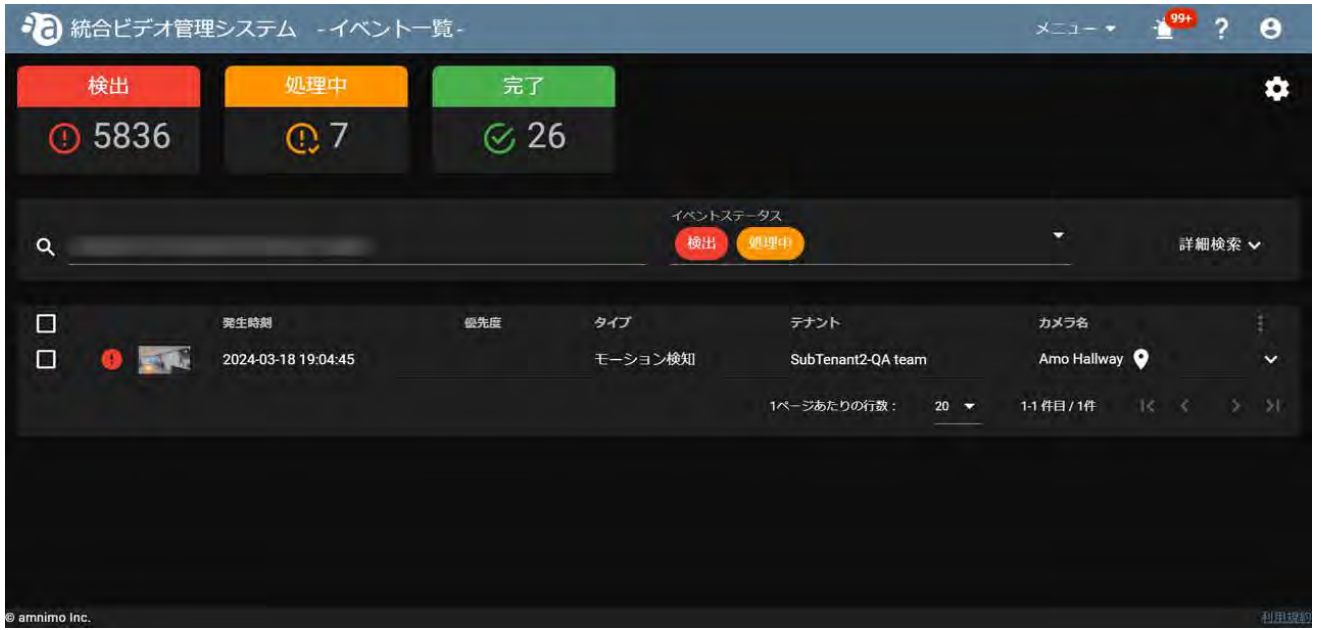 統合ビデオ管理システム -イベント一覧-
メニュー
99+
?
検出
処理中
完了
5836
7
26
イベントステータス
検出 処理中
詳細検索
発生時刻 優先度 タイプ テナント カメラ名
2024-03-18 19:04:45 モーション検知 SubTenant2-QA team Amo Hallway
1ページあたりの行数： 20 1-1 件目 / 1件
© amnimo Inc. 利用規約